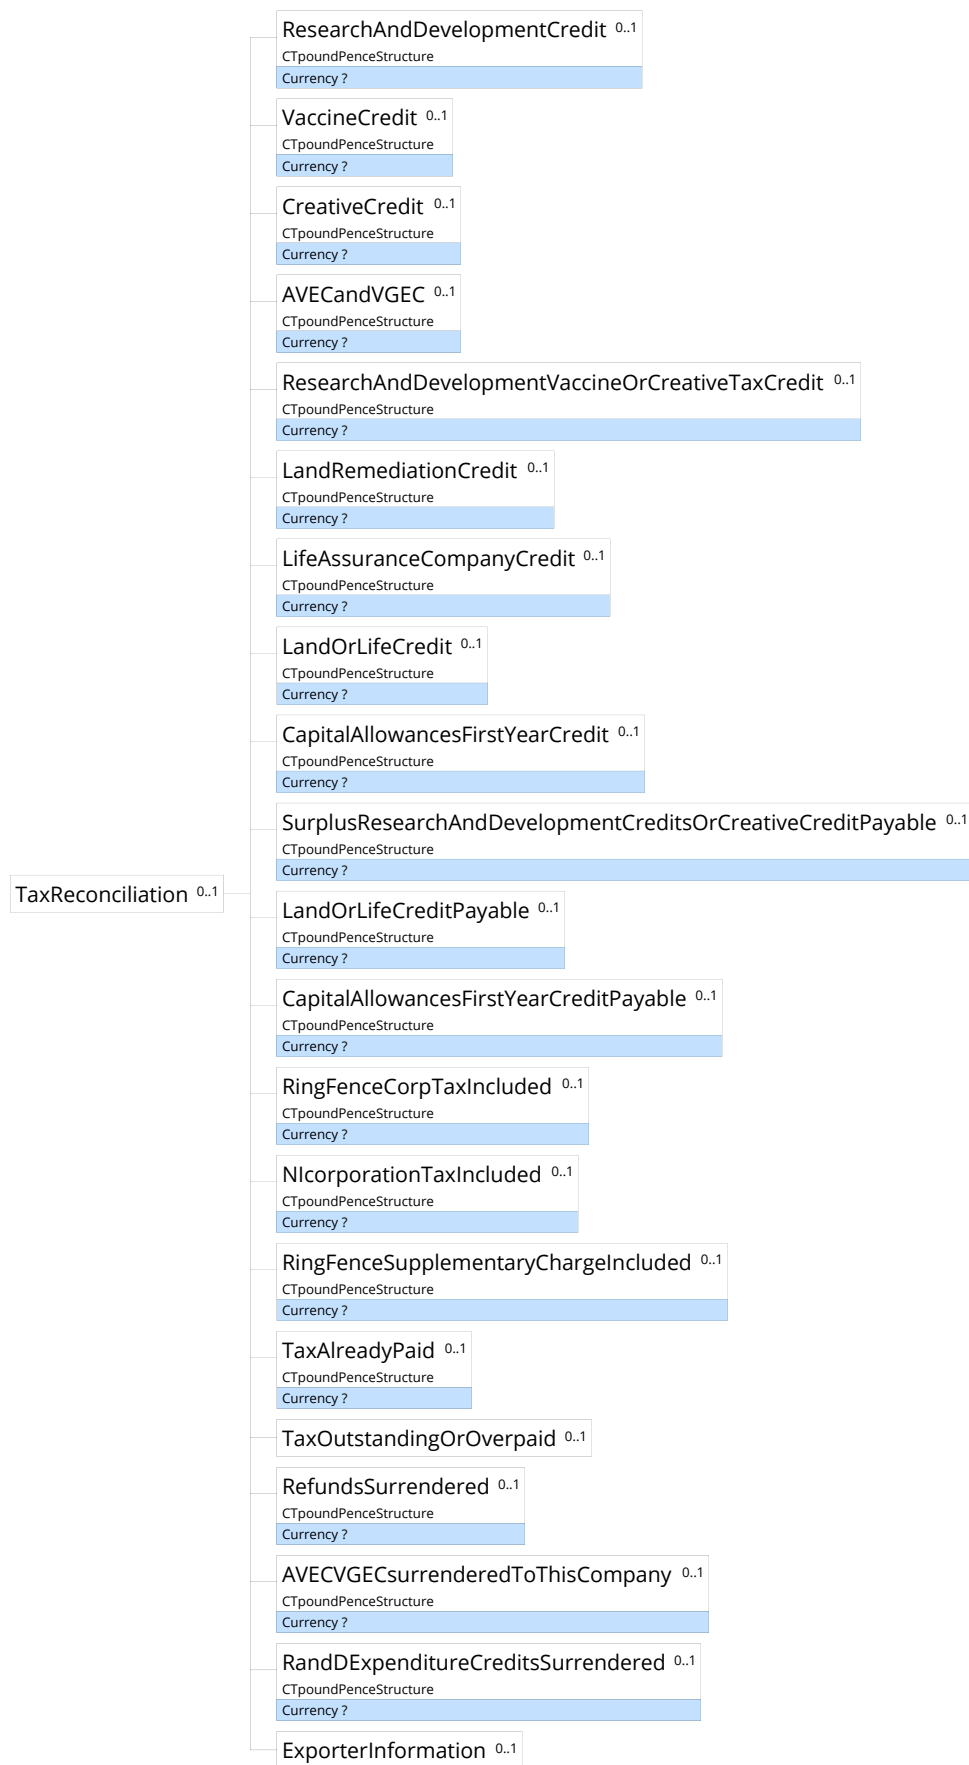 ResearchAndDevelopmentCredit 0..1
CTpoundPenceStructure
Currency ?
VaccineCredit 0..1
CTpoundPenceStructure
Currency ?
CreativeCredit 0..1
CTpoundPenceStructure
Currency ?
AVECandVGEC 0..1
CTpoundPenceStructure
Currency ?
ResearchAndDevelopmentVaccineOrCreativeTaxCredit 0..1
CTpoundPenceStructure
Currency ?
LandRemediationCredit 0..1
CTpoundPenceStructure
Currency ?
LifeAssuranceCompanyCredit 0..1
CTpoundPenceStructure
Currency ?
LandOrLifeCredit 0..1
CTpoundPenceStructure
Currency ?
CapitalAllowancesFirstYearCredit 0..1
CTpoundPenceStructure
Currency ?
SurplusResearchAndDevelopmentCreditsOrCreativeCreditPayable 0..1
CTpoundPenceStructure
Currency ?
TaxReconciliation 0..1
LandOrLifeCreditPayable 0..1
CTpoundPenceStructure
Currency ?
CapitalAllowancesFirstYearCreditPayable 0..1
CTpoundPenceStructure
Currency ?
RingFenceCorpTaxIncluded 0..1
CTpoundPenceStructure
Currency ?
NIcorporationTaxIncluded 0..1
CTpoundPenceStructure
Currency ?
RingFenceSupplementaryChargeIncluded 0..1
CTpoundPenceStructure
Currency ?
TaxAlreadyPaid 0..1
CTpoundPenceStructure
Currency ?
TaxOutstandingOrOverpaid 0..1
RefundsSurrendered 0..1
CTpoundPenceStructure
Currency ?
AVECVGECsurrenderedToThisCompany 0..1
CTpoundPenceStructure
Currency ?
RandDExpenditureCreditsSurrendered 0..1
CTpoundPenceStructure
Currency ?
ExporterInformation 0..1